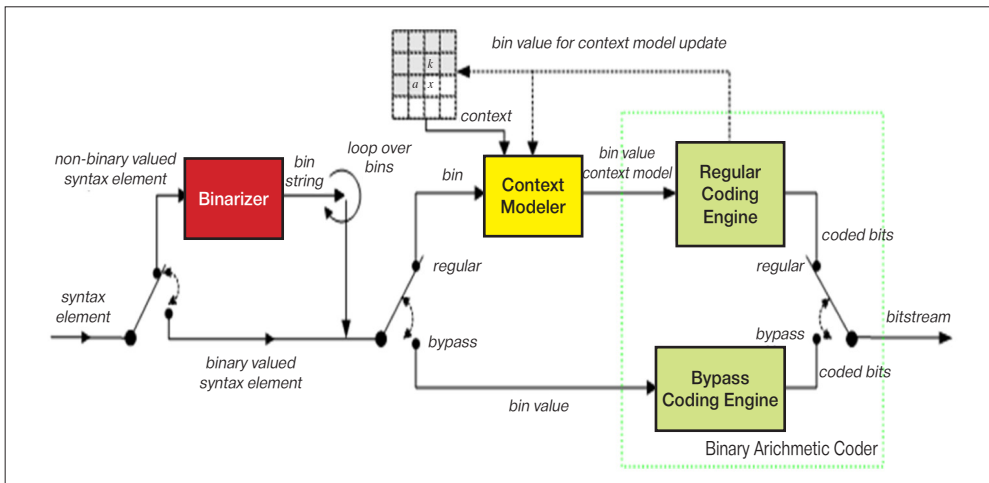 bin value for context model update
k
a x
context
non-binary valued
syntax element
bin
string
loop over
bins
Binarizer
bin
Context
Modeler
bin value
context model
Regular
Coding
Engine
coded bits
regular
regular
syntax
element
bypass
bypass
bitstream
binary valued
syntax element
coded bits
Bypass
Coding Engine
bin value
Binary Arichmetic Coder